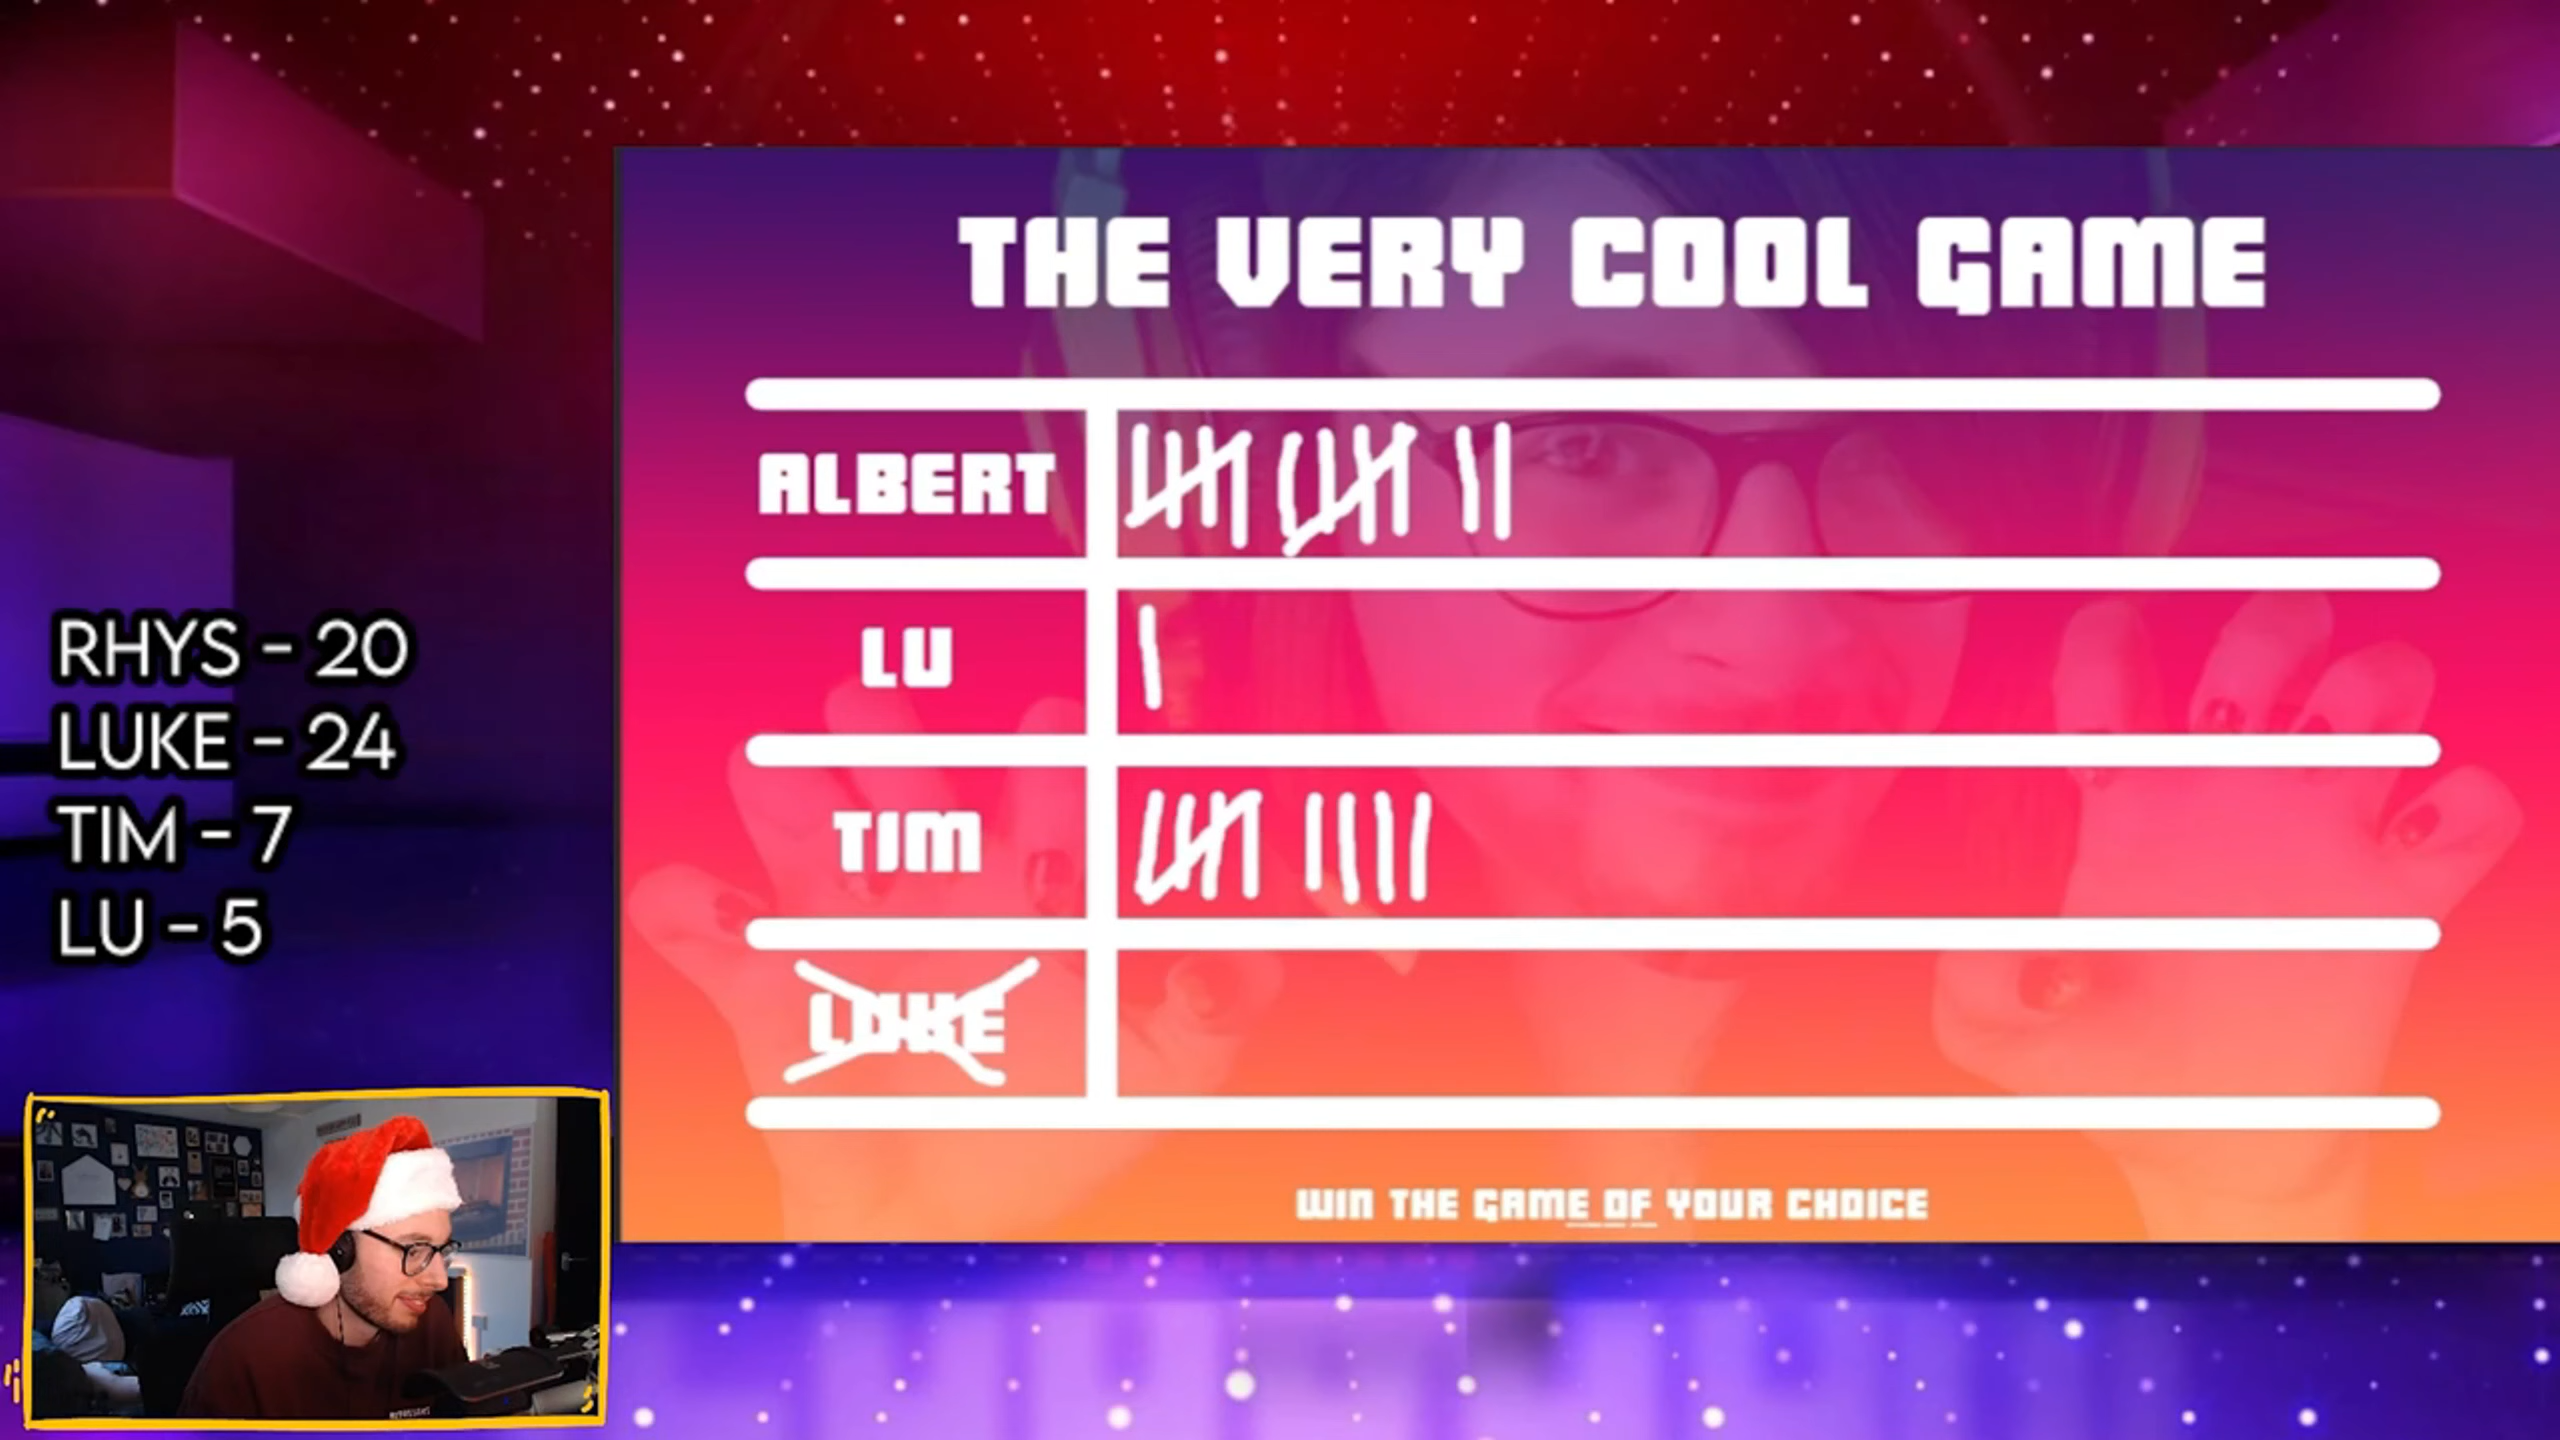 THE VERY COOL GAME
ALBERT
LU
TIM
LUKE
WIN THE GAME OF YOUR CHOICE
RHYS - 20
LUKE - 24
TIM - 7
LU - 5